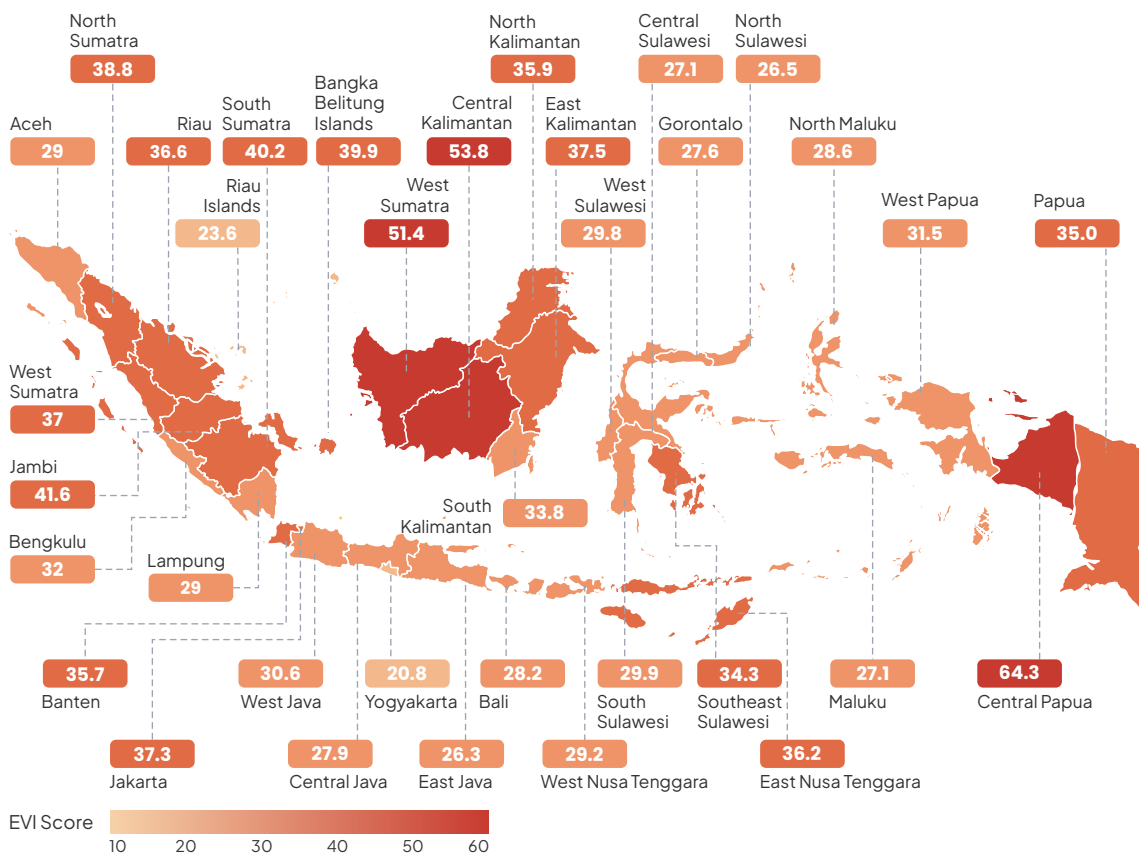 North
Sumatra
38.8
North
Kalimantan
35.9
Central
Sulawesi
27.1
North
Sulawesi
26.5
Aceh
29
Riau
36.6
South
Sumatra
40.2
Bangka
Belitung
Islands
39.9
Central
Kalimantan
53.8
East
Kalimantan
37.5
Gorontalo
27.6
North Maluku
28.6
Riau
Islands
23.6
West
Sumatra
51.4
West
Sulawesi
29.8
West Papua
31.5
Papua
35.0
West
Sumatra
37
Jambi
41.6
Bengkulu
32
Lampung
29
South
Kalimantan
33.8
35.7
Banten
30.6
West Java
20.8
Yogyakarta
28.2
Bali
29.9
South
Sulawesi
34.3
Southeast
Sulawesi
27.1
Maluku
64.3
Central Papua
37.3
Jakarta
27.9
Central Java
26.3
East Java
29.2
West Nusa Tenggara
36.2
East Nusa Tenggara
EVI Score
10 20 30 40 50 60